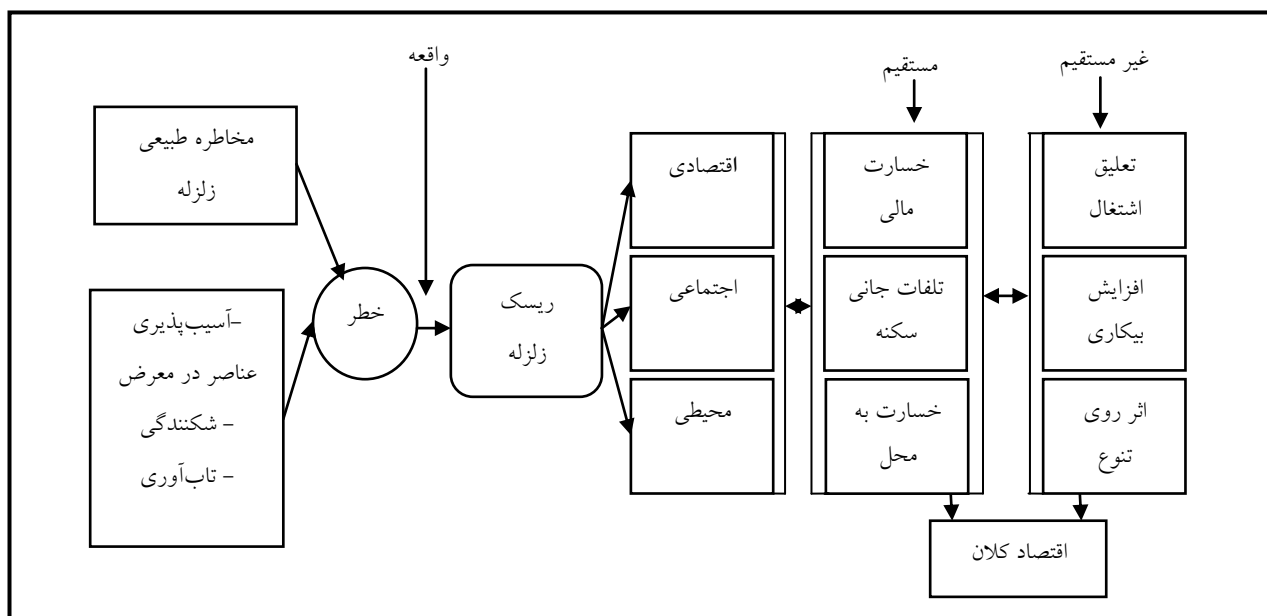 واقعه
مستقیم
غیر مستقیم
مخاطره طبیعی
زلزله
-آسیب‌پذیری
عناصر در معرض
- شکنندگی
- تاب‌آوری
خطر
ریسک
زلزله
اقتصادی
اجتماعی
محیطی
خسارت
مالی
تلفات جانی
سکنه
خسارت به
محل
تعلیق
اشتغال
افزایش
بیکاری
اثر روی
تنوع
اقتصاد کلان